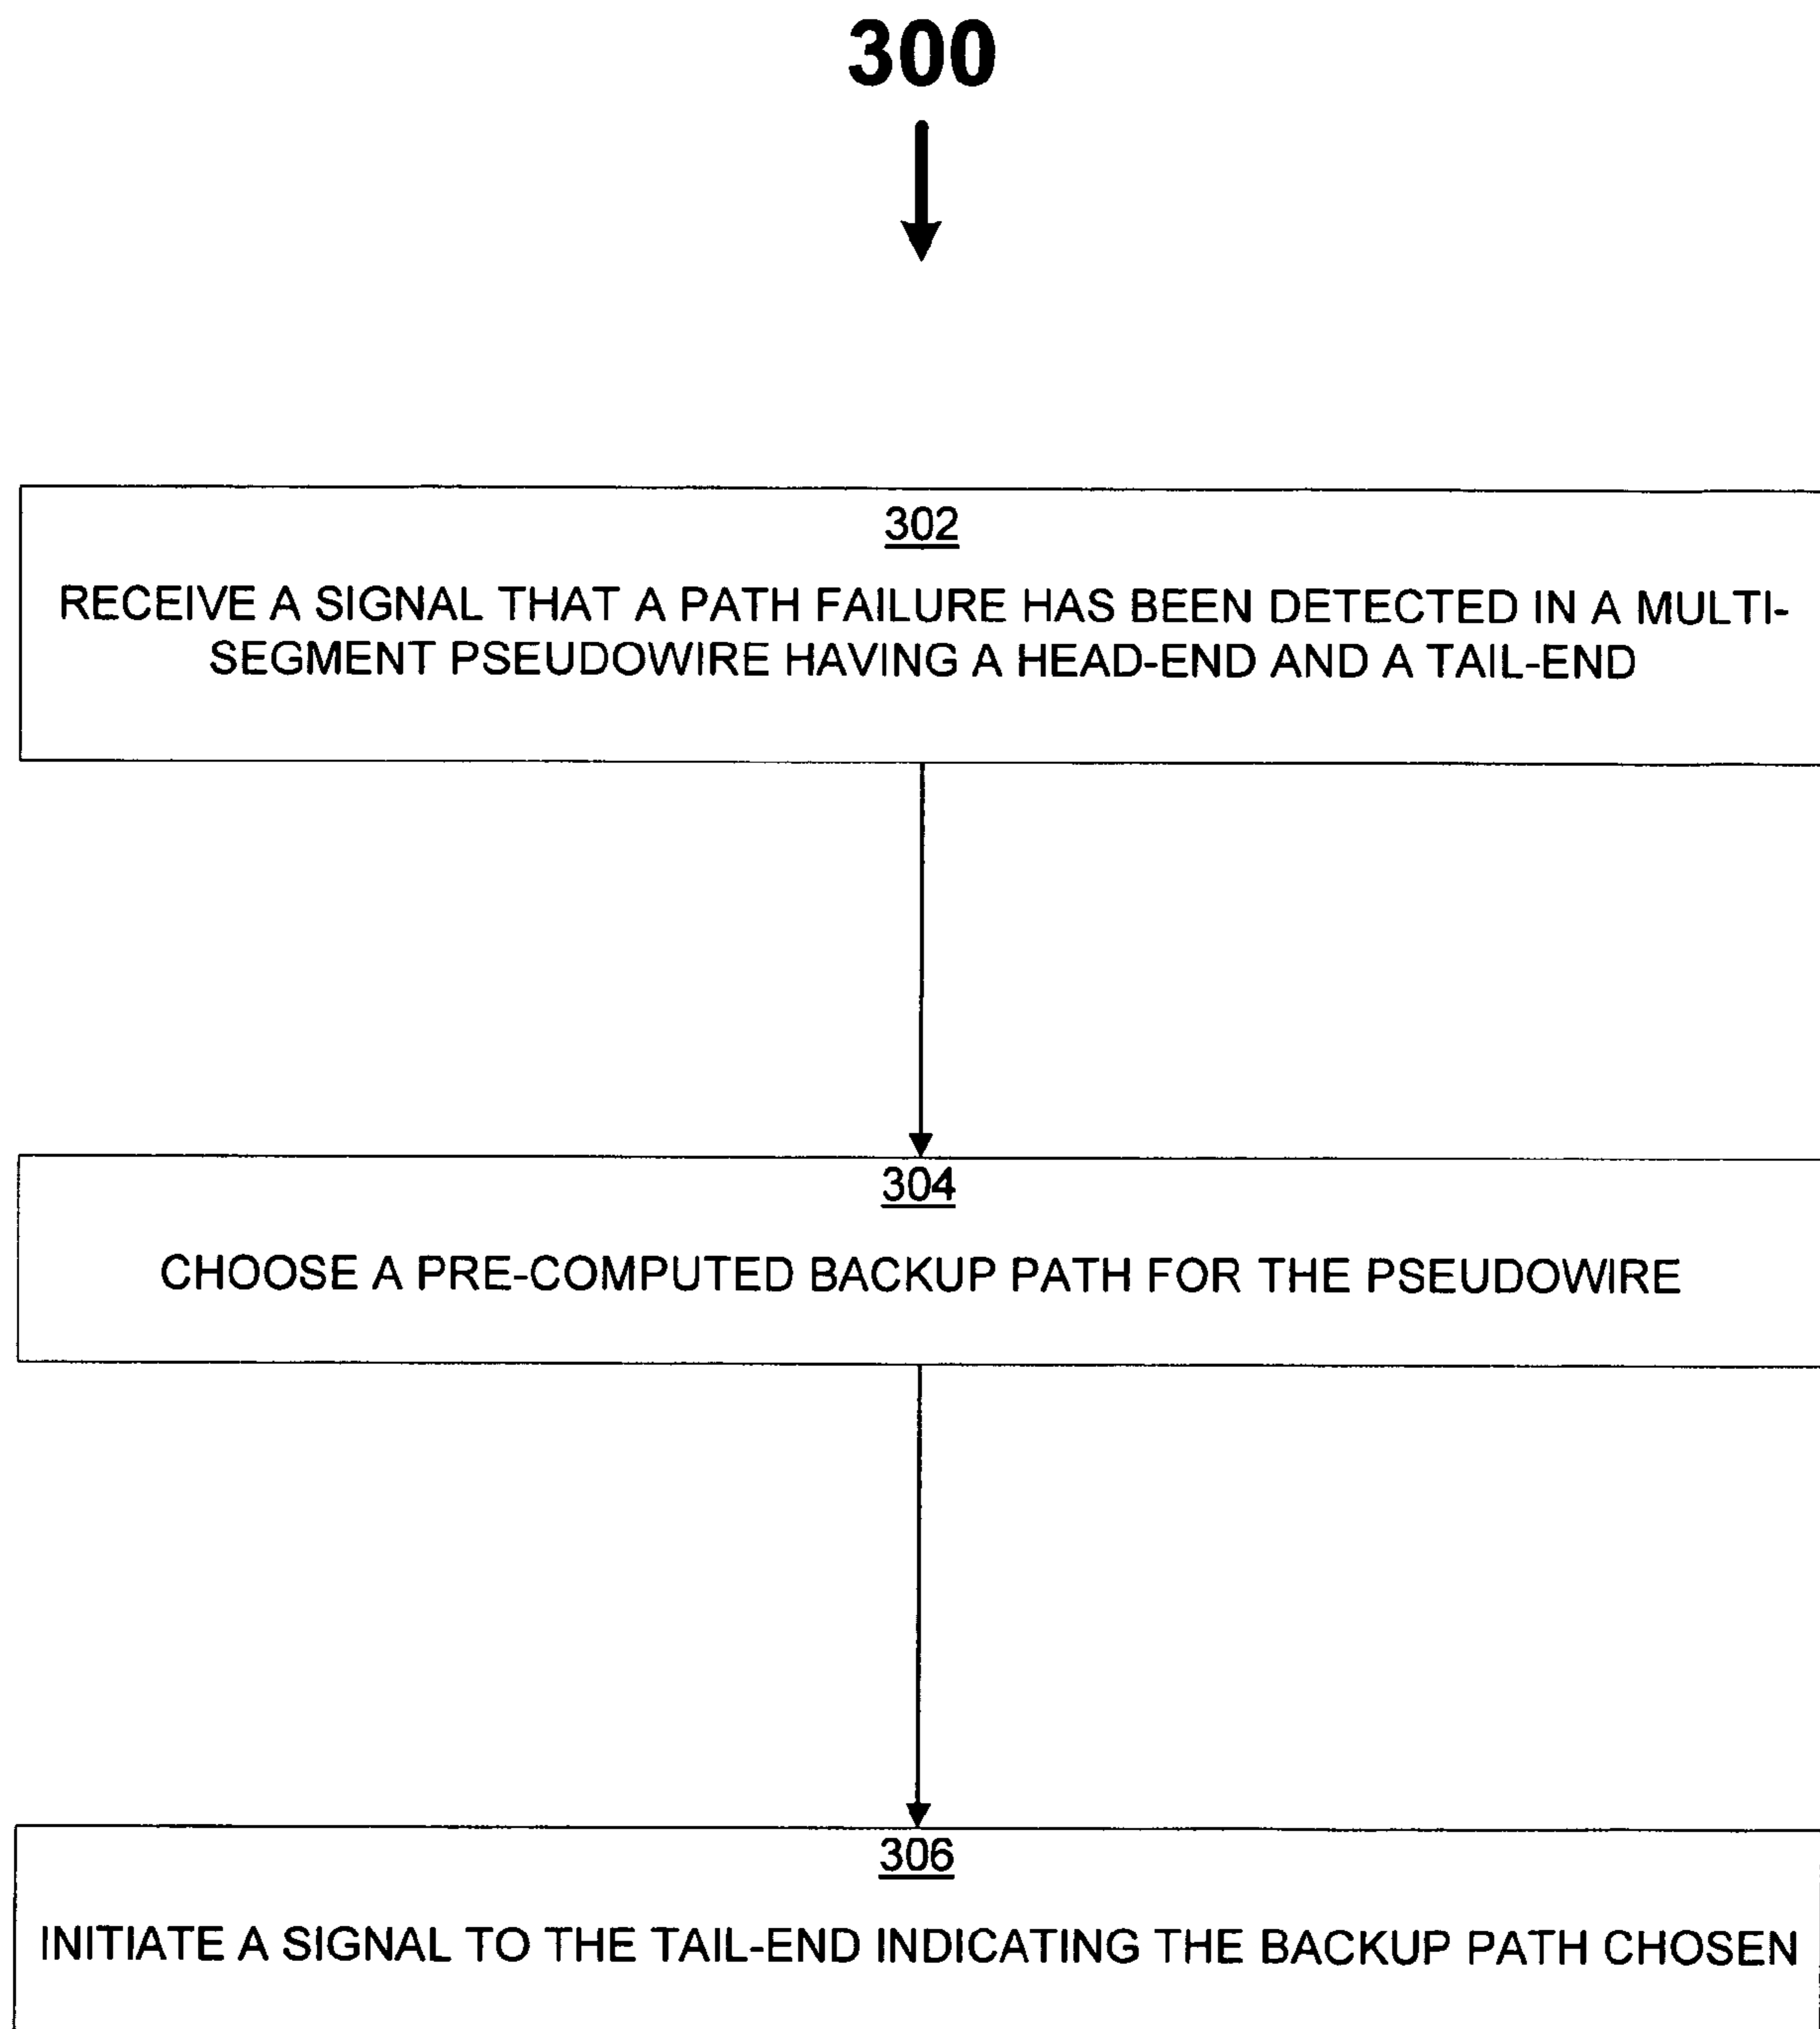 300
302
RECEIVE A SIGNAL THAT A PATH FAILURE HAS BEEN DETECTED IN A MULTI-
SEGMENT PSEUDOWIRE HAVING A HEAD-END AND A TAIL-END
304
CHOOSE A PRE-COMPUTED BACKUP PATH FOR THE PSEUDOWIRE
306
INITIATE A SIGNAL TO THE TAIL-END INDICATING THE BACKUP PATH CHOSEN